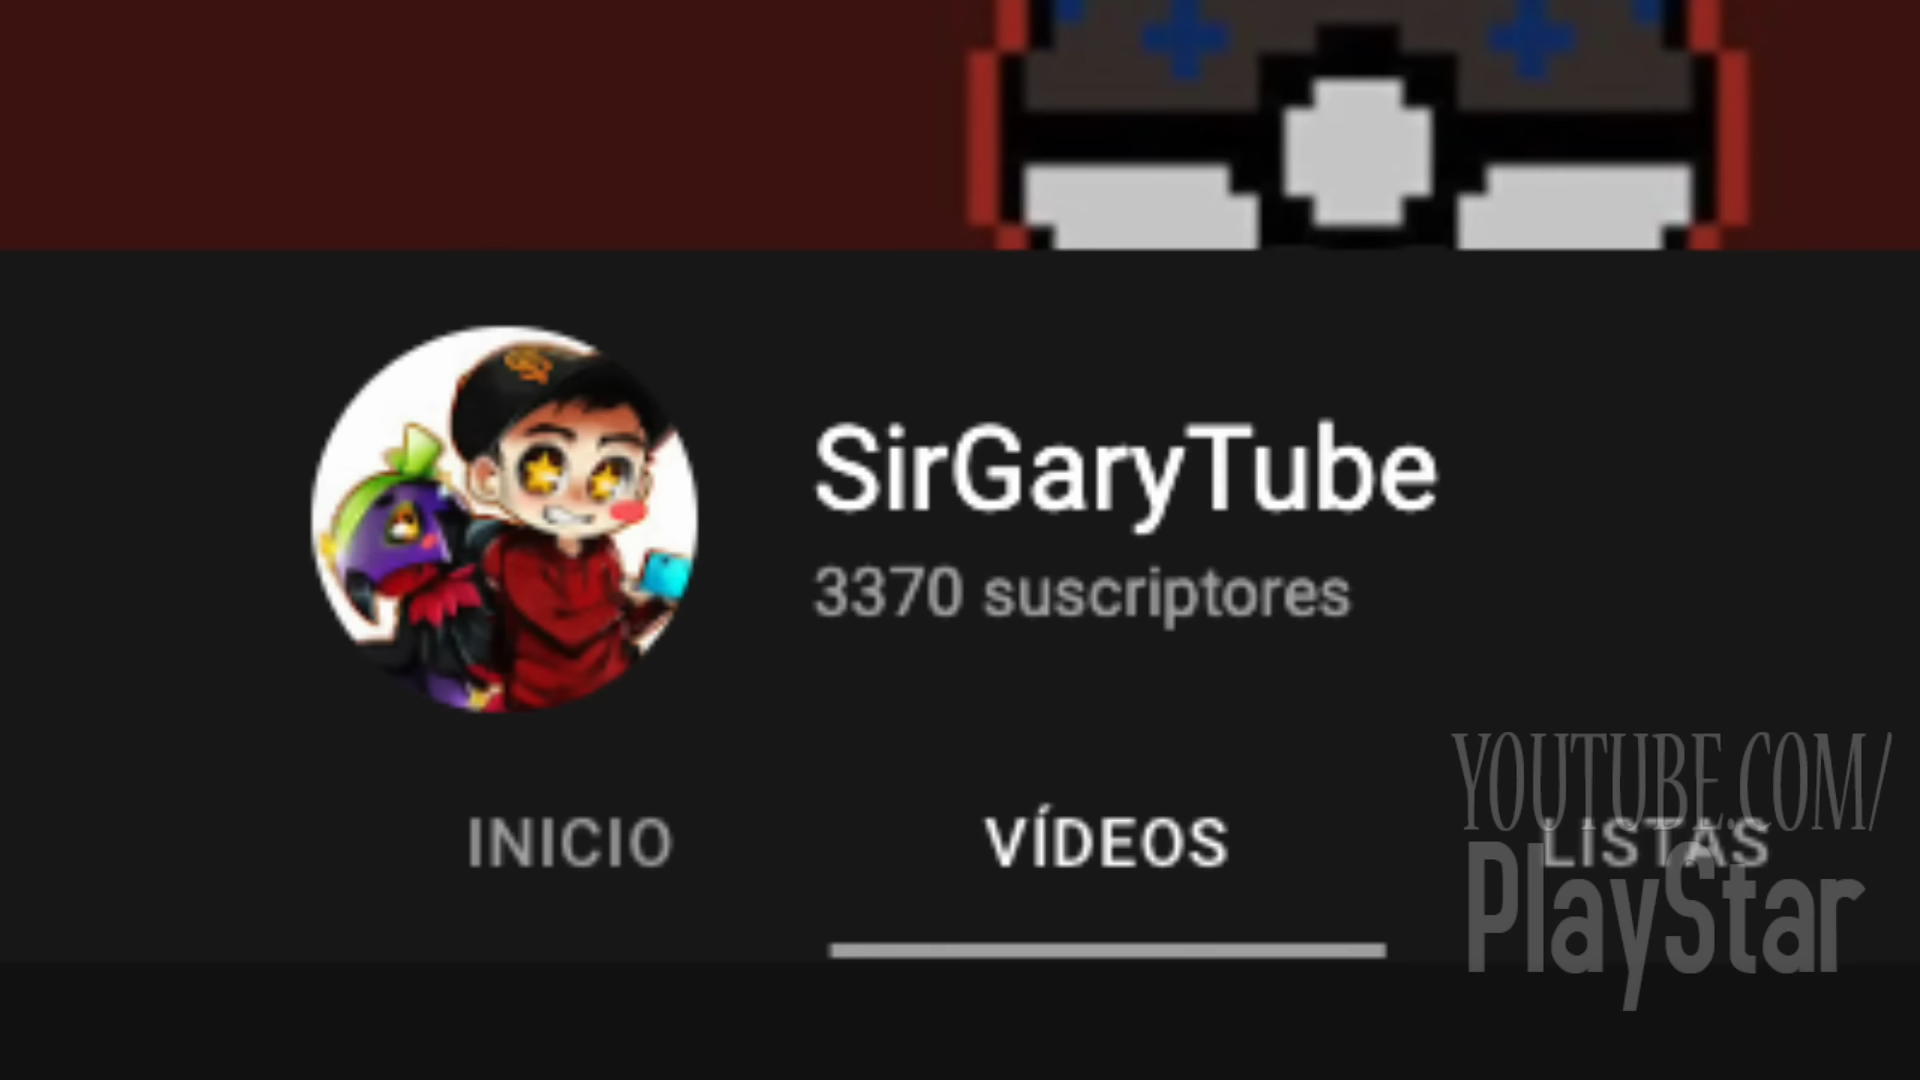 SirGaryTube
3370 suscriptores
INICIO
VÍDEOS
LISTAS
YOUTUBE.COM/
PlayStar